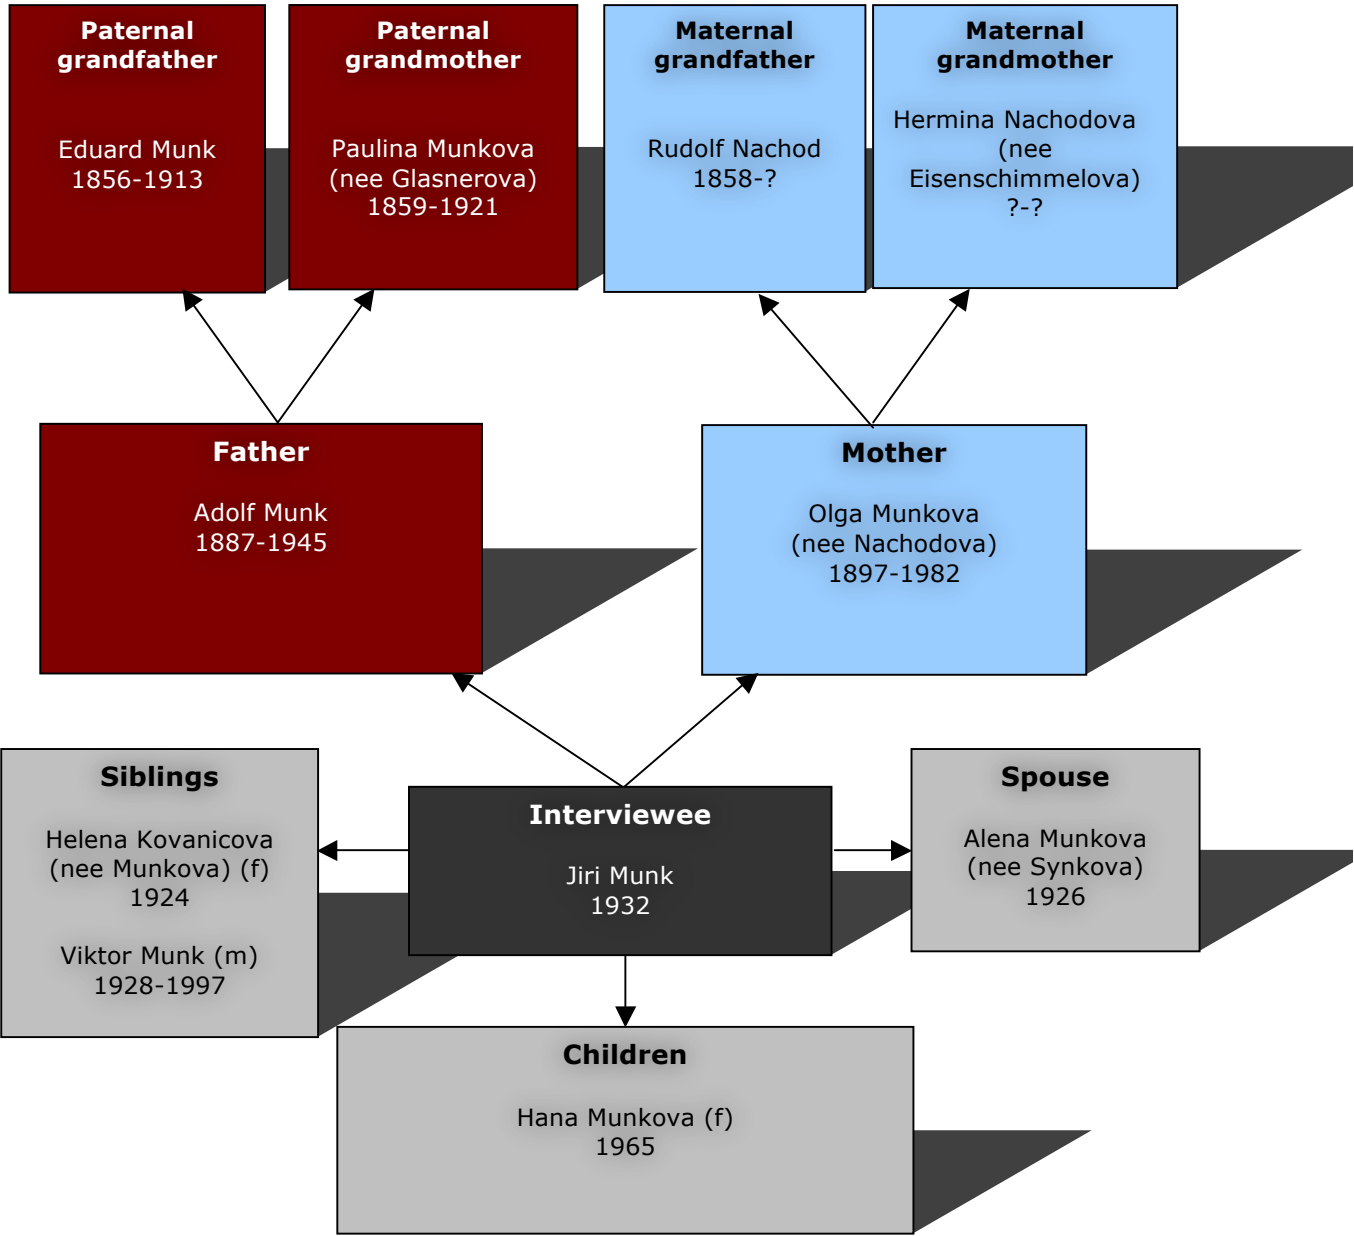 Paternal
grandfather
Eduard Munk
1856-1913
Paternal
grandmother
Paulina Munkova
(nee Glasnerova)
1859-1921
Maternal
grandfather
Rudolf Nachod
1858-?
Maternal
grandmother
Hermina Nachodova
(nee
Eisenschimmelova)
?-?
Father
Adolf Munk
1887-1945
Mother
Olga Munkova
(nee Nachodova)
1897-1982
Siblings
Helena Kovanicova
(nee Munkova) (f)
1924
Viktor Munk (m)
1928-1997
Interviewee
Jiri Munk
1932
Spouse
Alena Munkova
(nee Synkova)
1926
Children
Hana Munkova (f)
1965